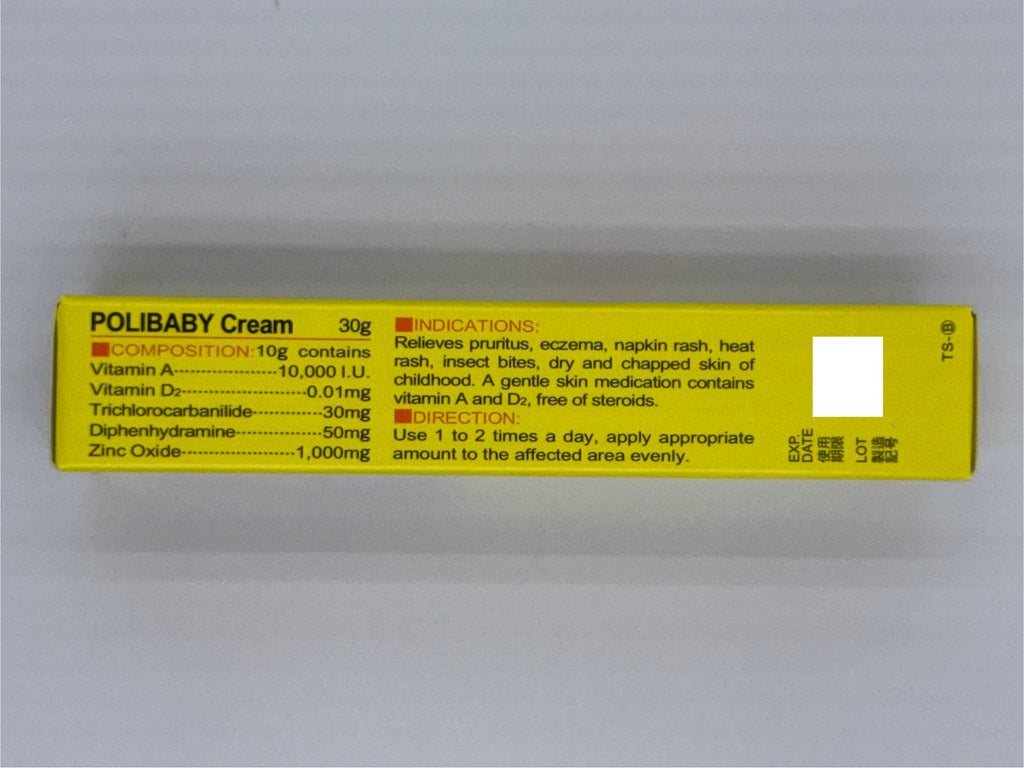 POLIBABY Cream 30g
■COMPOSITION: 10g contains
Vitamin A--------------------10,000 I.U.
Vitamin D2-----------------------0.01mg
Trichlorocarbanilide-----------30mg
Diphenhydramine--------------50mg
Zinc Oxide--------------------1,000mg
■INDICATIONS:
Relieves pruritus, eczema, napkin rash, heat
rash, insect bites, dry and chapped skin of
childhood. A gentle skin medication contains
vitamin A and D2, free of steroids.
■DIRECTION:
Use 1 to 2 times a day, apply appropriate
amount to the affected area evenly.
EXP.
DATE
使用
期限
LOT
製造
記号
TS-Ⓑ